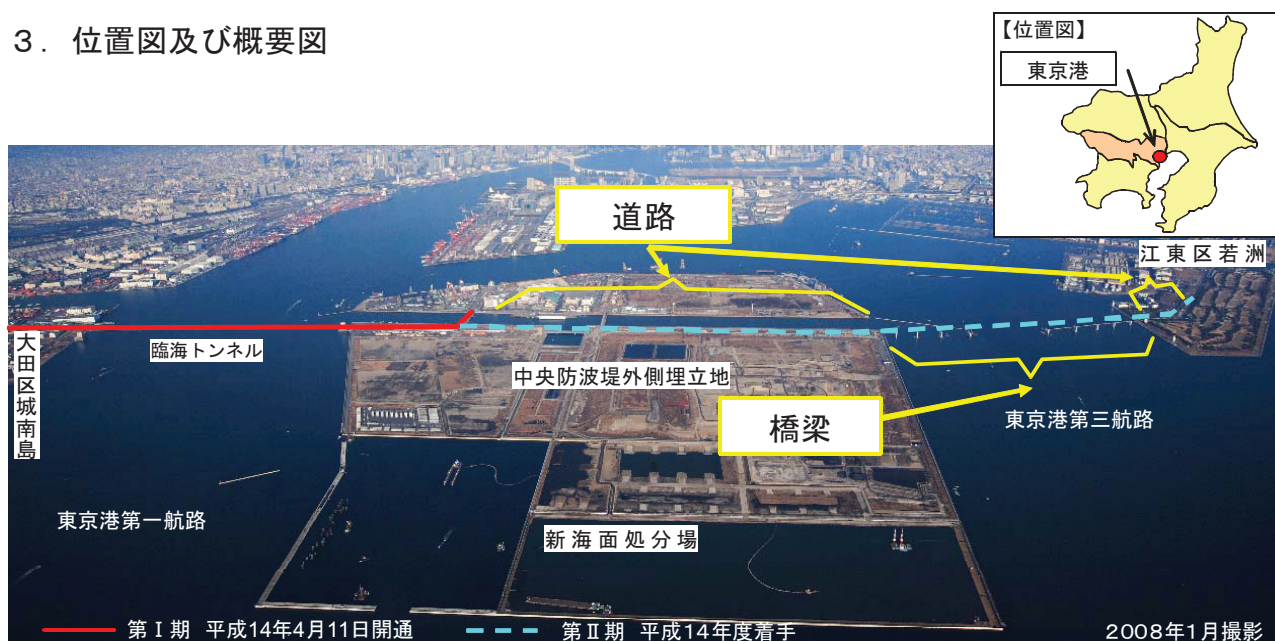 3．位置図及び概要図
【位置図】
東京港
道路
江東区若洲
臨海トンネル
大田区城南島
中央防波堤外側埋立地
橋梁
東京港第三航路
東京港第一航路
新海面処分場
第Ⅰ期 平成14年4月11日開通
第Ⅱ期 平成14年度着手
2008年1月撮影